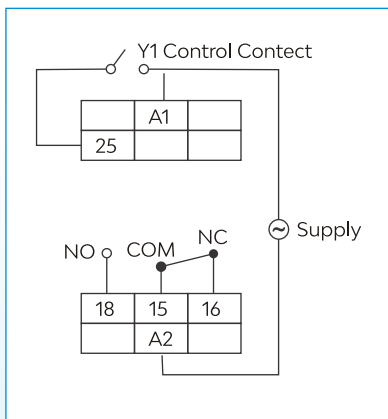 Y1 Control Contect
A1
25
Supply
NC
NO COM
18 15 16
A2